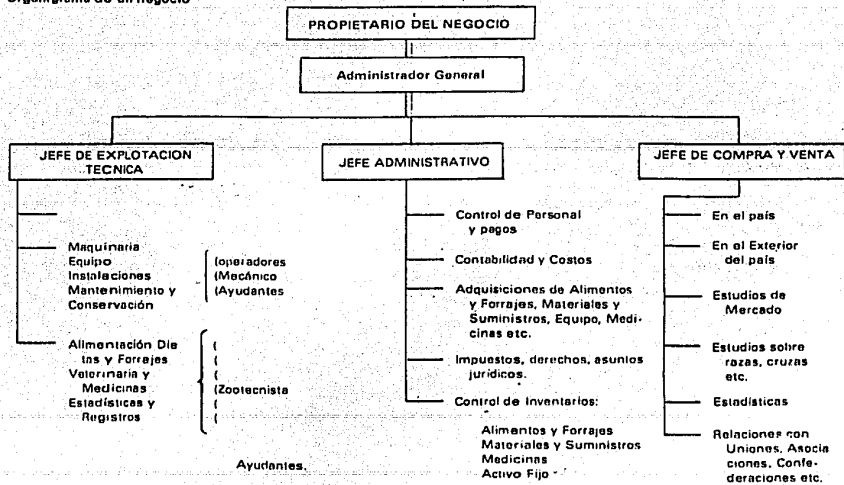 Organigrama de un negocio
PROPIETARIO DEL NEGOCIO
Administrador General
JEFE DE EXPLOTACION
TECNICA
Maquinaria
Equipo
Instalaciones
Mantenimiento y
Conservación
(operadores
(Mecánico
(Ayudantes
Alimentación Die
tas y Forrajes
Veterinaria y
Medicinas
Estadísticas y
Registros
(
(
(
(Zootecnista
(
(
(
Ayudantes.
JEFE ADMINISTRATIVO
Control de Personal
y pagos
Contabilidad y Costos
Adquisiciones de Alimentos
y Forrajes, Materiales y
Suministros, Equipo, Medi-
cinas etc.
Impuestos, derechos, asuntos
jurídicos.
Control de Inventarios:
Alimentos y Forrajes
Materiales y Suministros
Medicinas
Activo Fijo
JEFE DE COMPRA Y VENTA
En el país
En el Exterior
del país
Estudios de
Mercado
Estudios sobre
razas, cruzas
etc.
Estadísticas
Relaciones con
Uniones, Asocia
ciones, Confe-
deraciones etc.